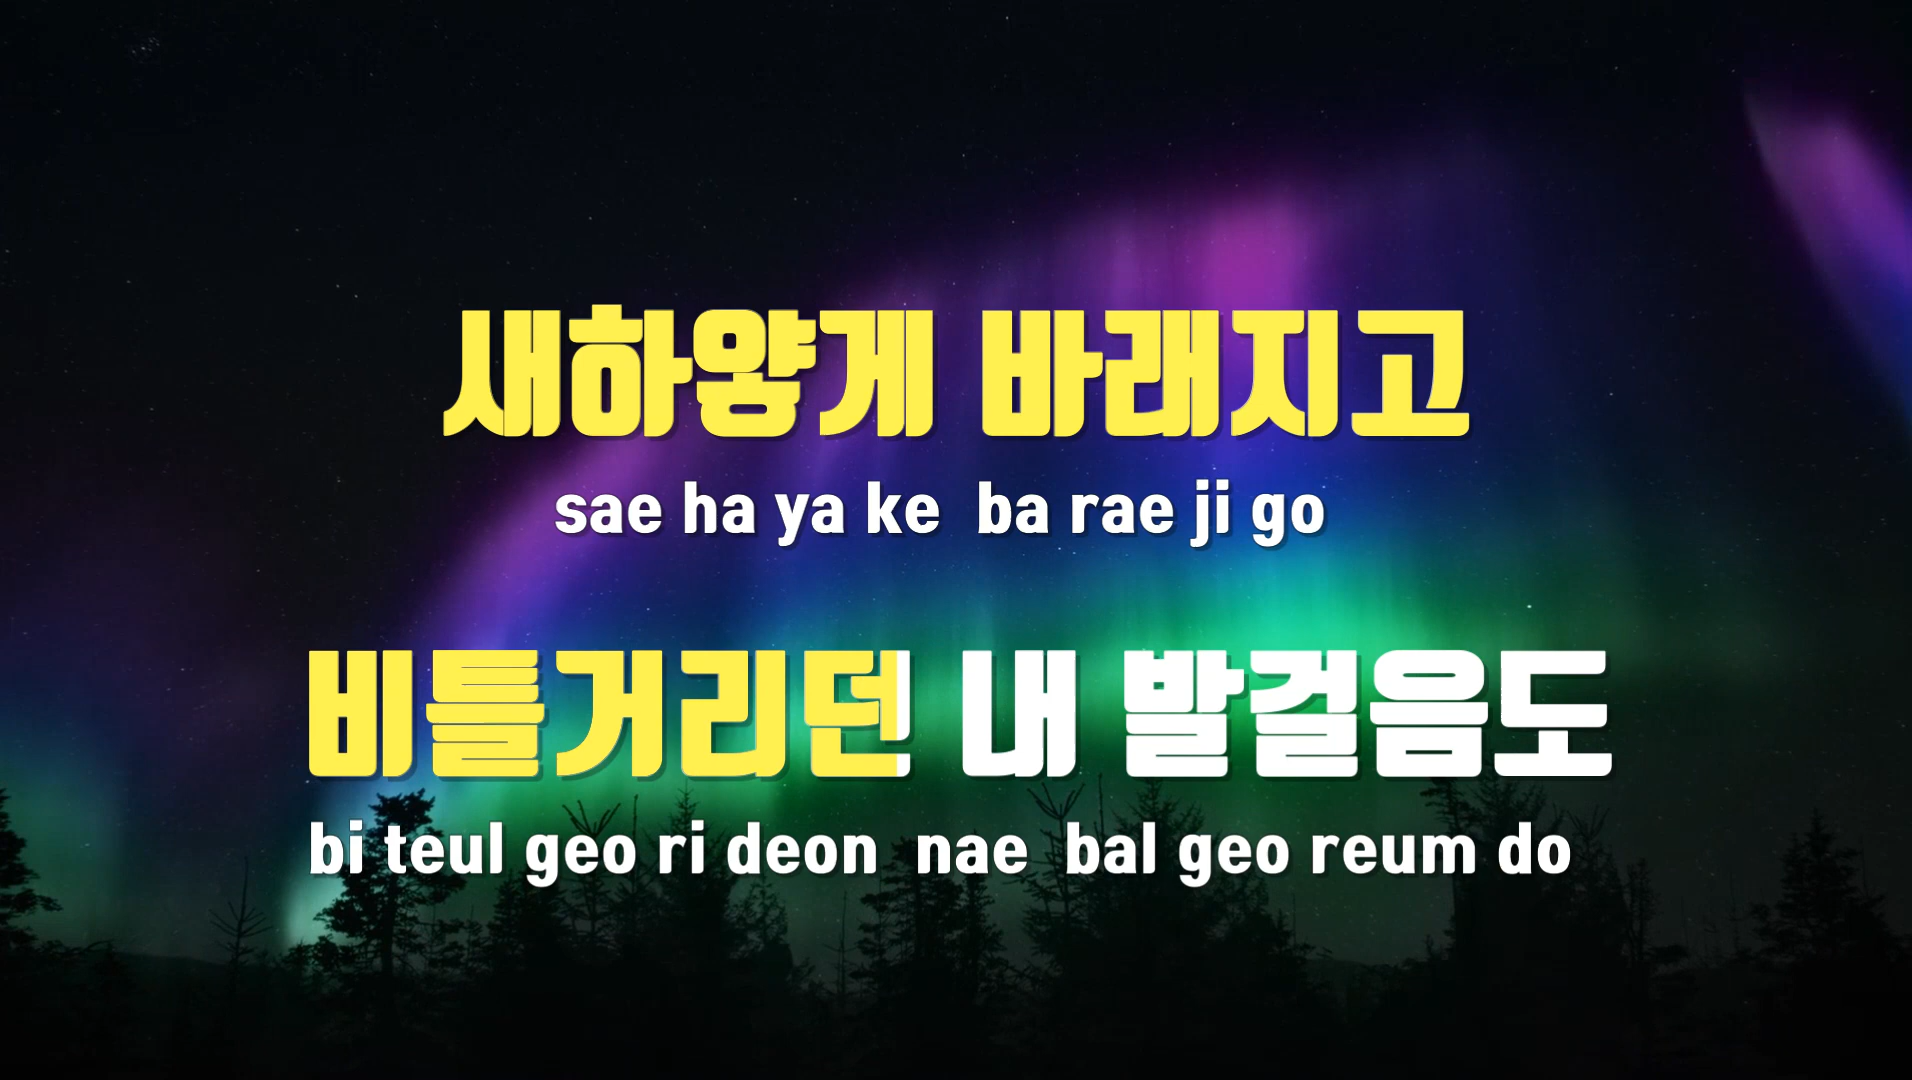 새하얗게 바래지고
sae ha ya ke ba rae ji go
비틀거리던 내 발걸음도
bi teul geo ri deon nae bal geo reum do